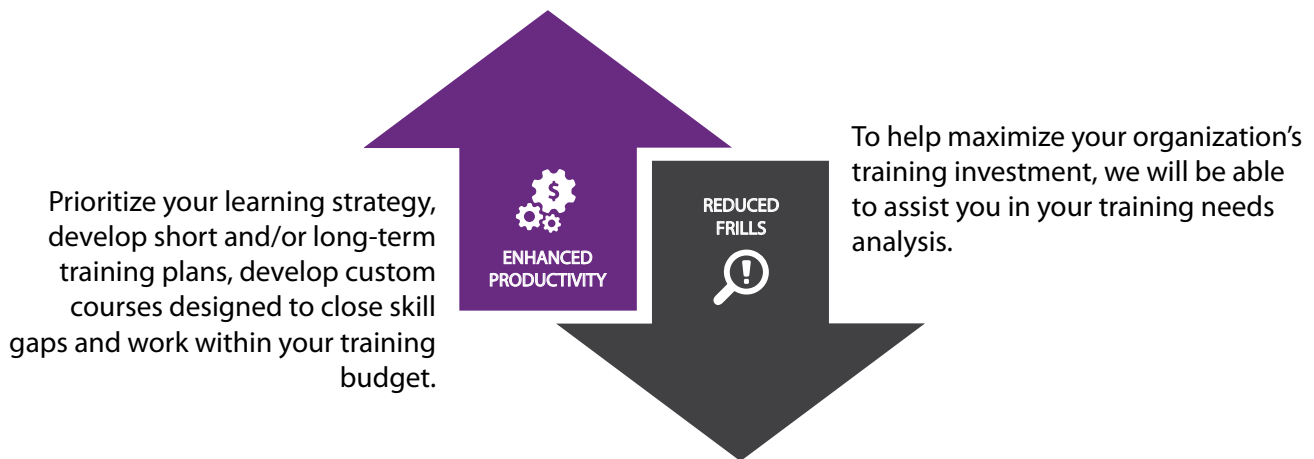 Prioritize your learning strategy,
develop short and/or long-term
training plans, develop custom
courses designed to close skill
gaps and work within your training
budget.
$
ENHANCED
PRODUCTIVITY
REDUCED
FRILLS
!
To help maximize your organization’s
training investment, we will be able
to assist you in your training needs
analysis.